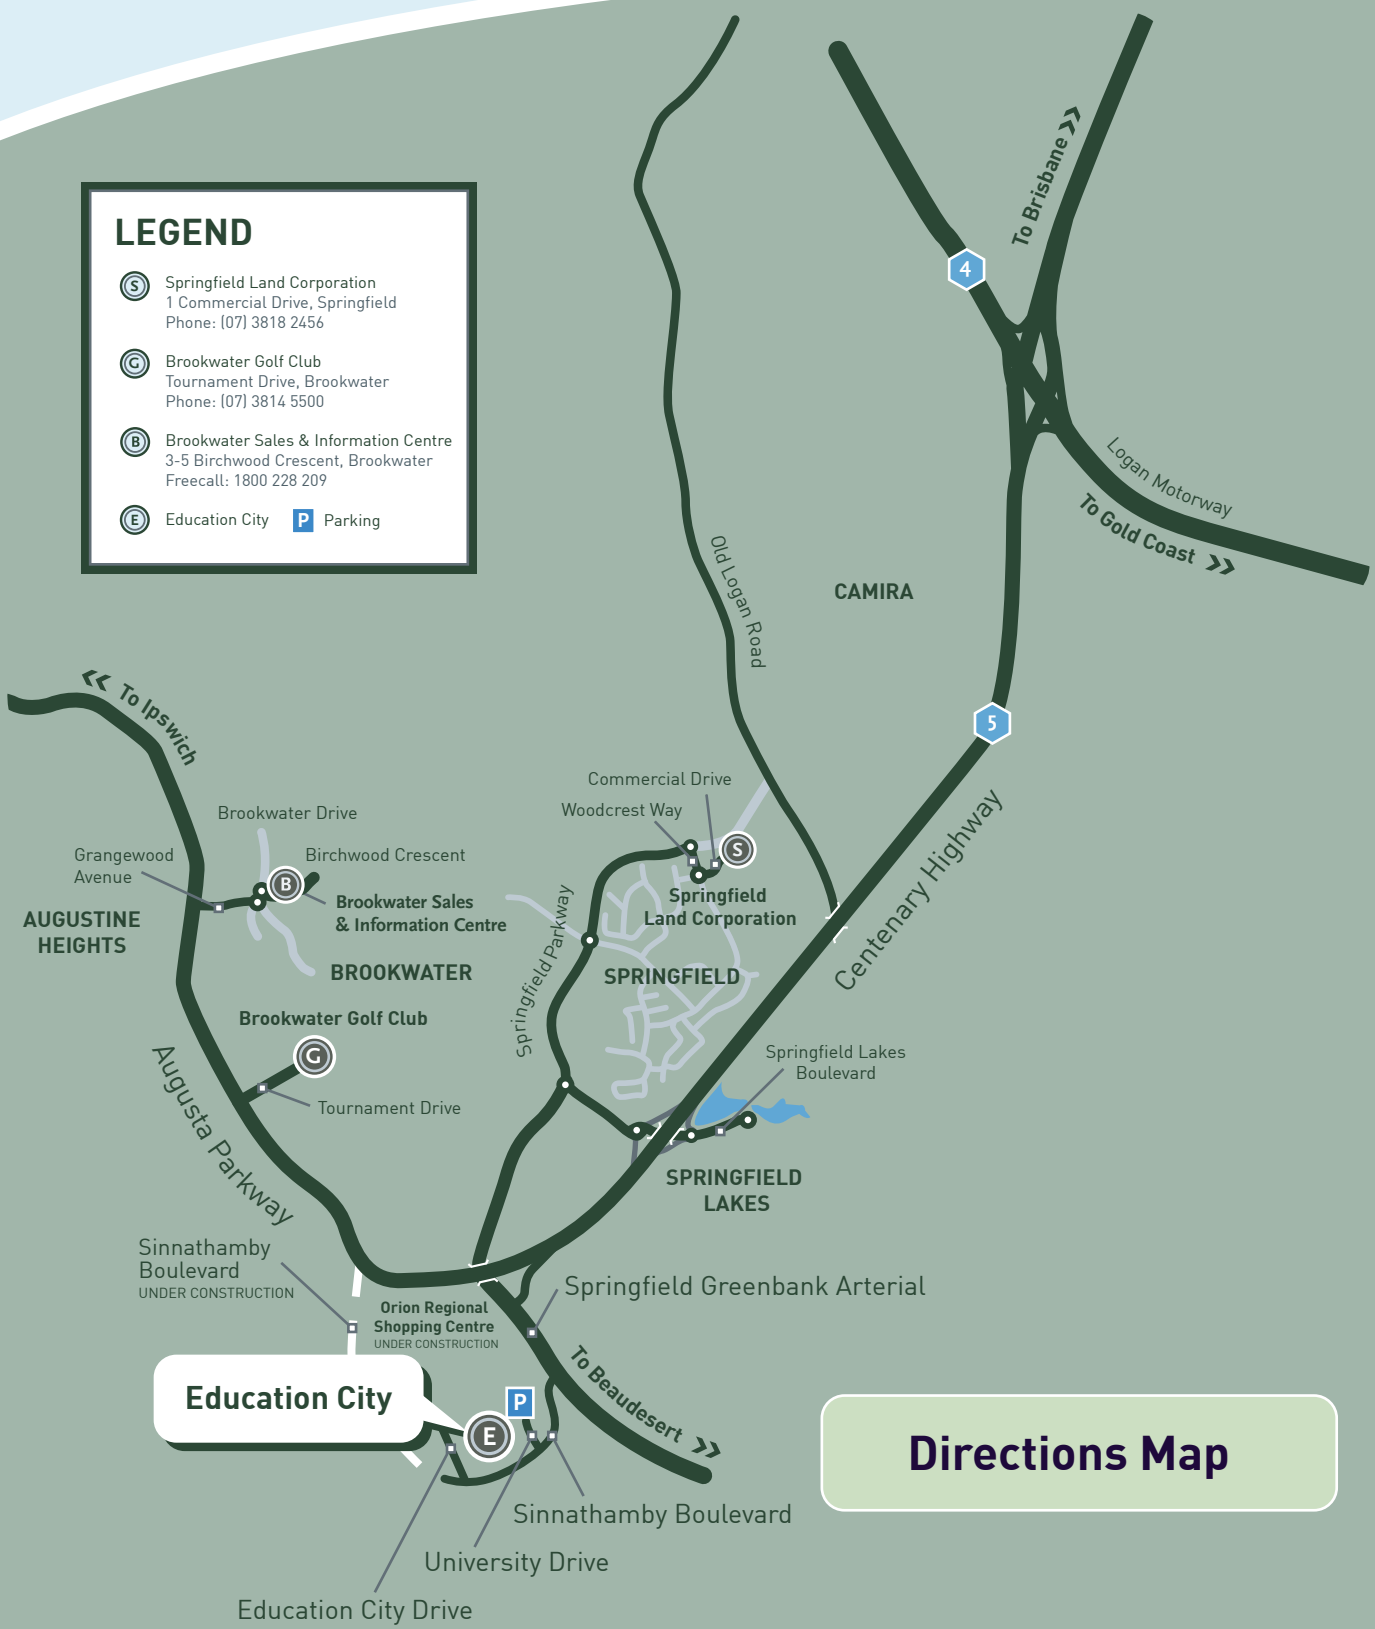 To Brisbane
4
LEGEND
S
Springfield Land Corporation
1 Commercial Drive, Springfield
Phone: (07) 3818 2456
G
Brookwater Golf Club
Tournament Drive, Brookwater
Phone: (07) 3814 5500
B
Brookwater Sales & Information Centre
3-5 Birchwood Crescent, Brookwater
Freecall: 1800 228 209
E
Education City
P
Parking
Logan Motorway
To Gold Coast
Old Logan Road
CAMIRA
To Ipswich
5
Commercial Drive
Woodcrest Way
Centenary Highway
Brookwater Drive
Grangewood
Avenue
Birchwood Crescent
S
B
Brookwater Sales
& Information Centre
Springfield
Land Corporation
AUGUSTINE
HEIGHTS
Springfield Parkway
BROOKWATER
SPRINGFIELD
Brookwater Golf Club
G
Springfield Lakes
Boulevard
Tournament Drive
Augusta Parkway
SPRINGFIELD
LAKES
Sinnathamby
Boulevard
UNDER CONSTRUCTION
Springfield Greenbank Arterial
Orion Regional
Shopping Centre
UNDER CONSTRUCTION
To Beaudesert
Education City
P
E
Directions Map
Sinnathamby Boulevard
University Drive
Education City Drive